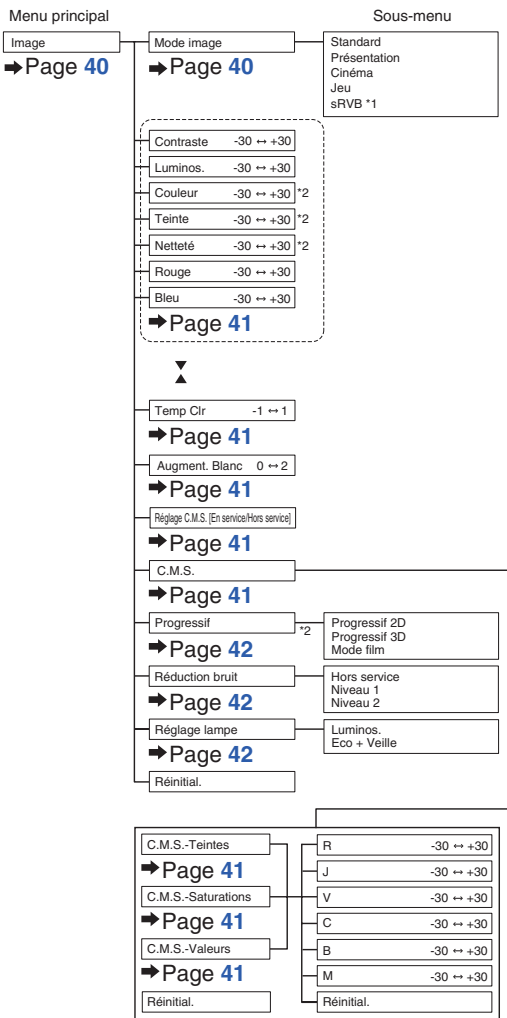 Menu principal
Sous-menu
Image
➡Page 40
Mode image
➡Page 40
Standard
Présentation
Cinéma
Jeu
sRVB *1
Contraste -30 ↔ +30
Luminos. -30 ↔ +30
Couleur -30 ↔ +30 *2
Teinte -30 ↔ +30 *2
Netteté -30 ↔ +30 *2
Rouge -30 ↔ +30
Bleu -30 ↔ +30
➡Page 41
Temp Clr -1 ↔ 1
➡Page 41
Augment. Blanc 0 ↔ 2
➡Page 41
Réglage C.M.S. [En service/Hors service]
➡Page 41
C.M.S.
➡Page 41
Progressif *2
➡Page 42
Progressif 2D
Progressif 3D
Mode film
Réduction bruit
➡Page 42
Hors service
Niveau 1
Niveau 2
Réglage lampe
➡Page 42
Luminos.
Eco + Veille
Réinitial.
C.M.S.-Teintes
➡Page 41
C.M.S.-Saturations
➡Page 41
C.M.S.-Valeurs
➡Page 41
Réinitial.
R -30 ↔ +30
J -30 ↔ +30
V -30 ↔ +30
C -30 ↔ +30
B -30 ↔ +30
M -30 ↔ +30
Réinitial.